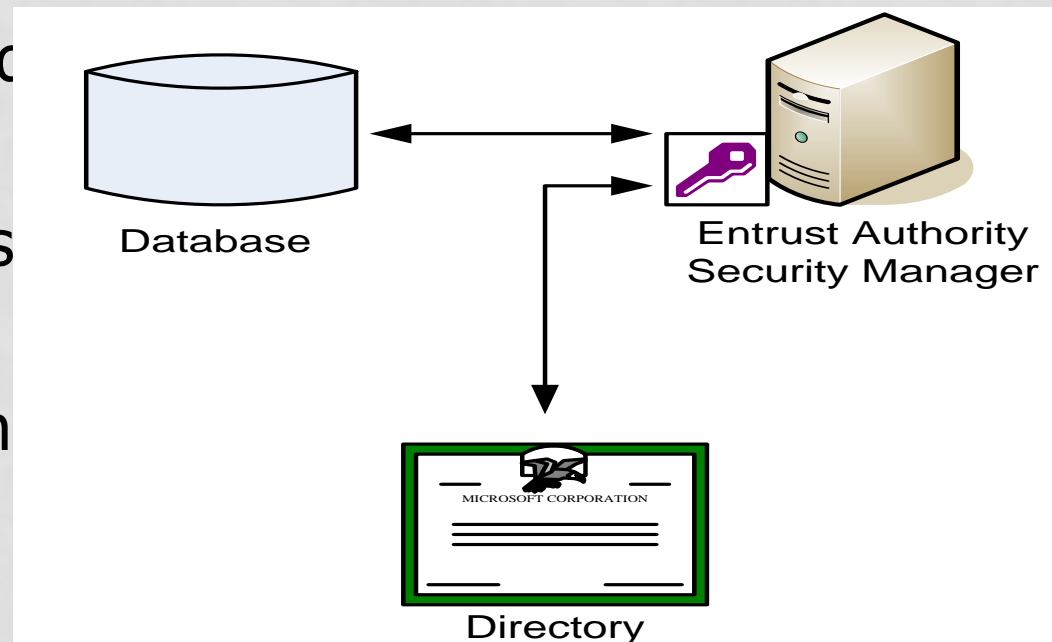 Database
Entrust Authority
Security Manager
MICROSOFT CORPORATION
Directory